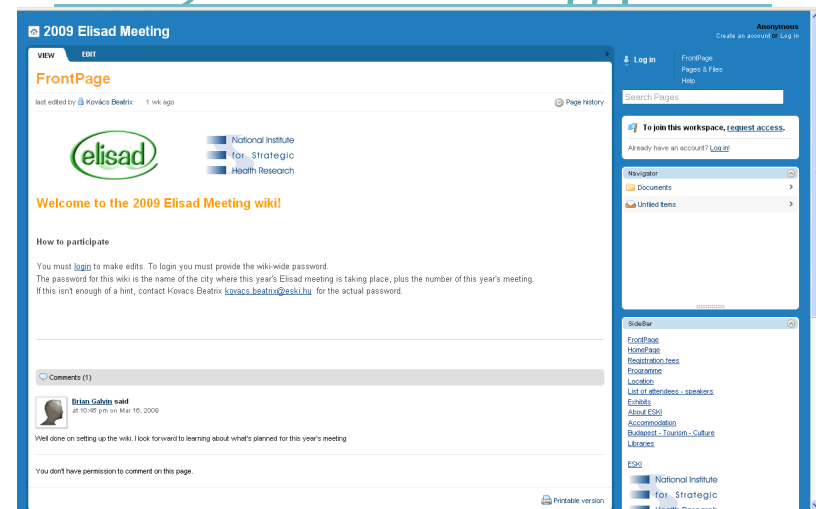 2009 Elisad Meeting
Anonymous
Create an account or Log in
VIEW EDIT
Log in
FrontPage
Pages & Files
Help
Search Pages
FrontPage
last edited by Kovács Beatrix 1 wk ago
Page history
To join this workspace, request access.
Already have an account? Log in!
elisad
National Institute
for Strategic
Health Research
Navigator
Documents
Unfiled Items
Welcome to the 2009 Elisad Meeting wiki!
How to participate
You must login to make edits. To login you must provide the wiki-wide password.
The password for this wiki is the name of the city where this year's Elisad meeting is taking place, plus the number of this year's meeting.
If this isn't enough of a hint, contact Kovacs Beatrix kovacs.beatrix@eski.hu for the actual password.
SideBar
FrontPage
HomePage
Registration fees
Programme
Location
List of attendees - speakers
Exhibits
About ESKI
Accommodation
Budapest - Tourism - Culture
Libraries
ESKI
National Institute
for Strategic
Health Research
Comments (1)
Brian Galvin said
at 10:46 pm on Mar 16, 2009
Well done on setting up the wiki. I look forward to learning about what's planned for this year's meeting
You don't have permission to comment on this page.
Printable version